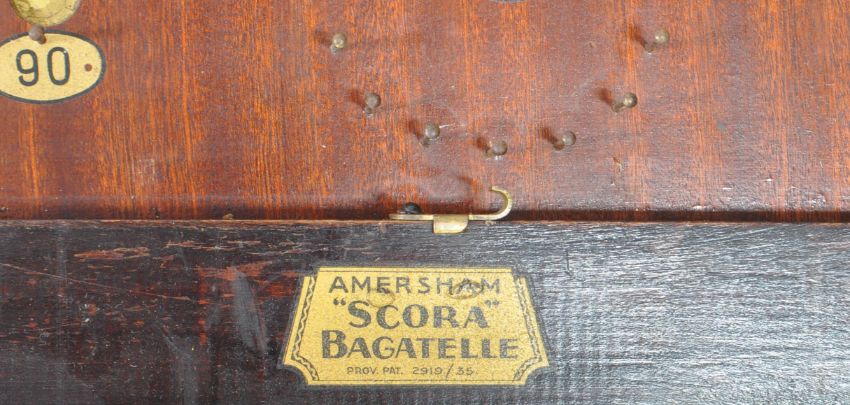 90
AMERSHAM
"SCORA"
BAGATELLE
PROV. PAT. 2919/35.